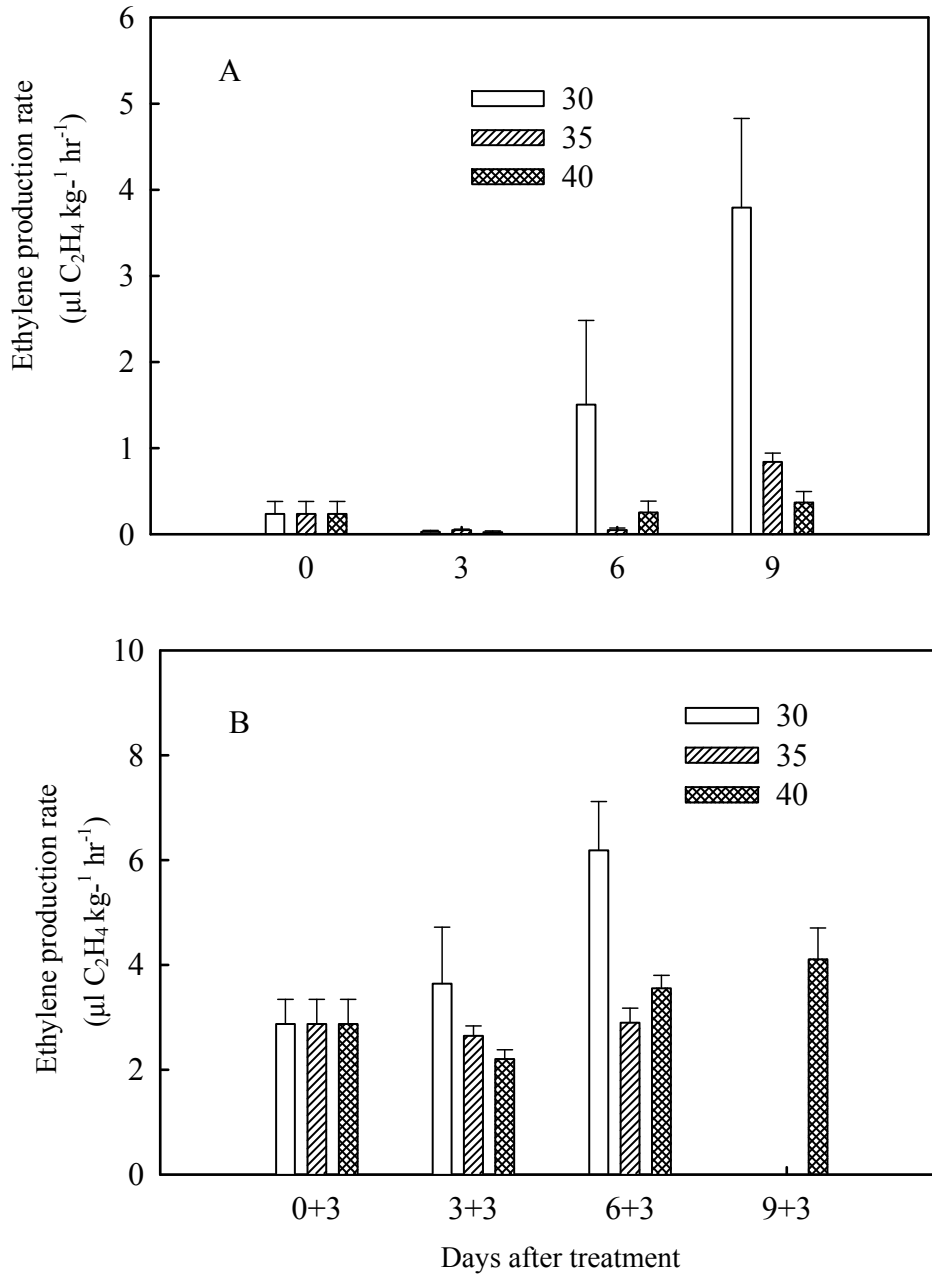 6
A
30
5
35
40
4
3
2
1
0
Ethylene production rate
(µl C₂H₄ kg-¹ hr⁻¹)
0 3 6 9
10
B
30
8
35
40
6
4
2
0
Ethylene production rate
(µl C₂H₄ kg-¹ hr⁻¹)
0+3 3+3 6+3 9+3
Days after treatment